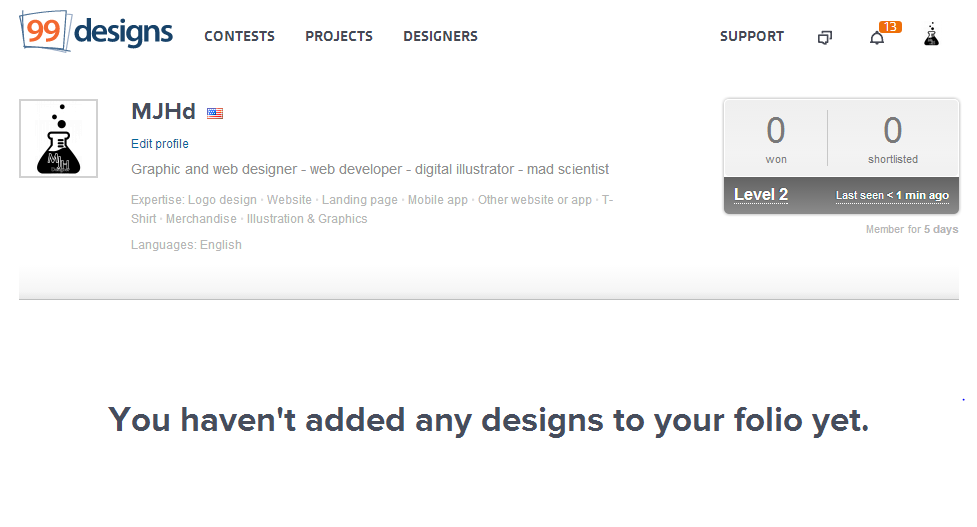 99designs CONTESTS PROJECTS DESIGNERS SUPPORT 13
MJHd
Edit profile
Graphic and web designer - web developer - digital illustrator - mad scientist
Expertise: Logo design · Website · Landing page · Mobile app · Other website or app · T-
Shirt · Merchandise · Illustration & Graphics
Languages: English
MJH
0 0
won shortlisted
Level 2 Last seen < 1 min ago
Member for 5 days
You haven't added any designs to your folio yet.